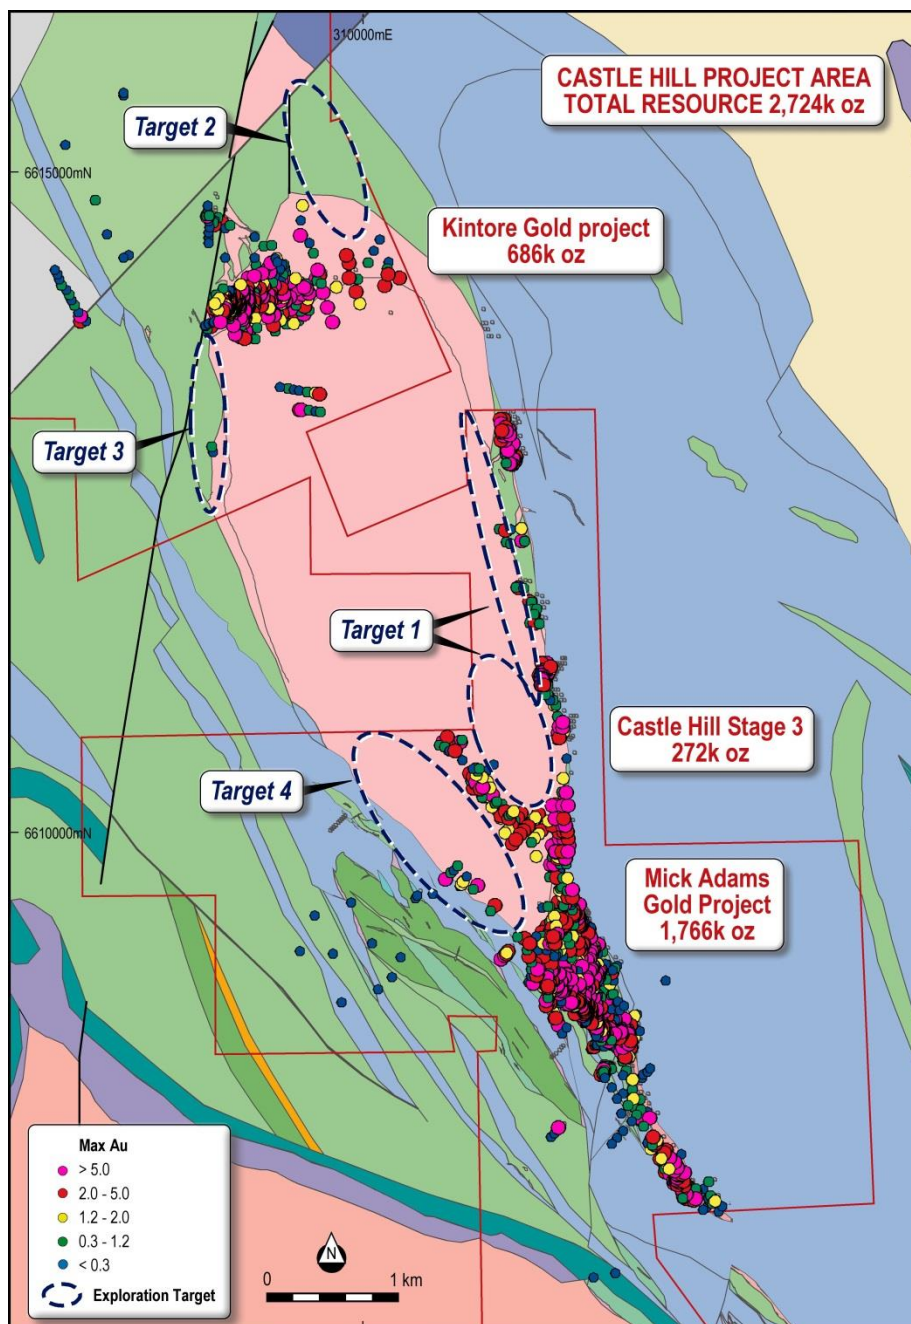 310000mE
CASTLE HILL PROJECT AREA
TOTAL RESOURCE 2,724k oz
Target 2
6615000mN
Kintore Gold project
686k oz
Target 3
Target 1
Castle Hill Stage 3
272k oz
Target 4
6610000mN
Mick Adams
Gold Project
1,766k oz
Max Au
> 5.0
2.0 - 5.0
1.2 - 2.0
0.3 - 1.2
< 0.3
Exploration Target
N
0 1 km